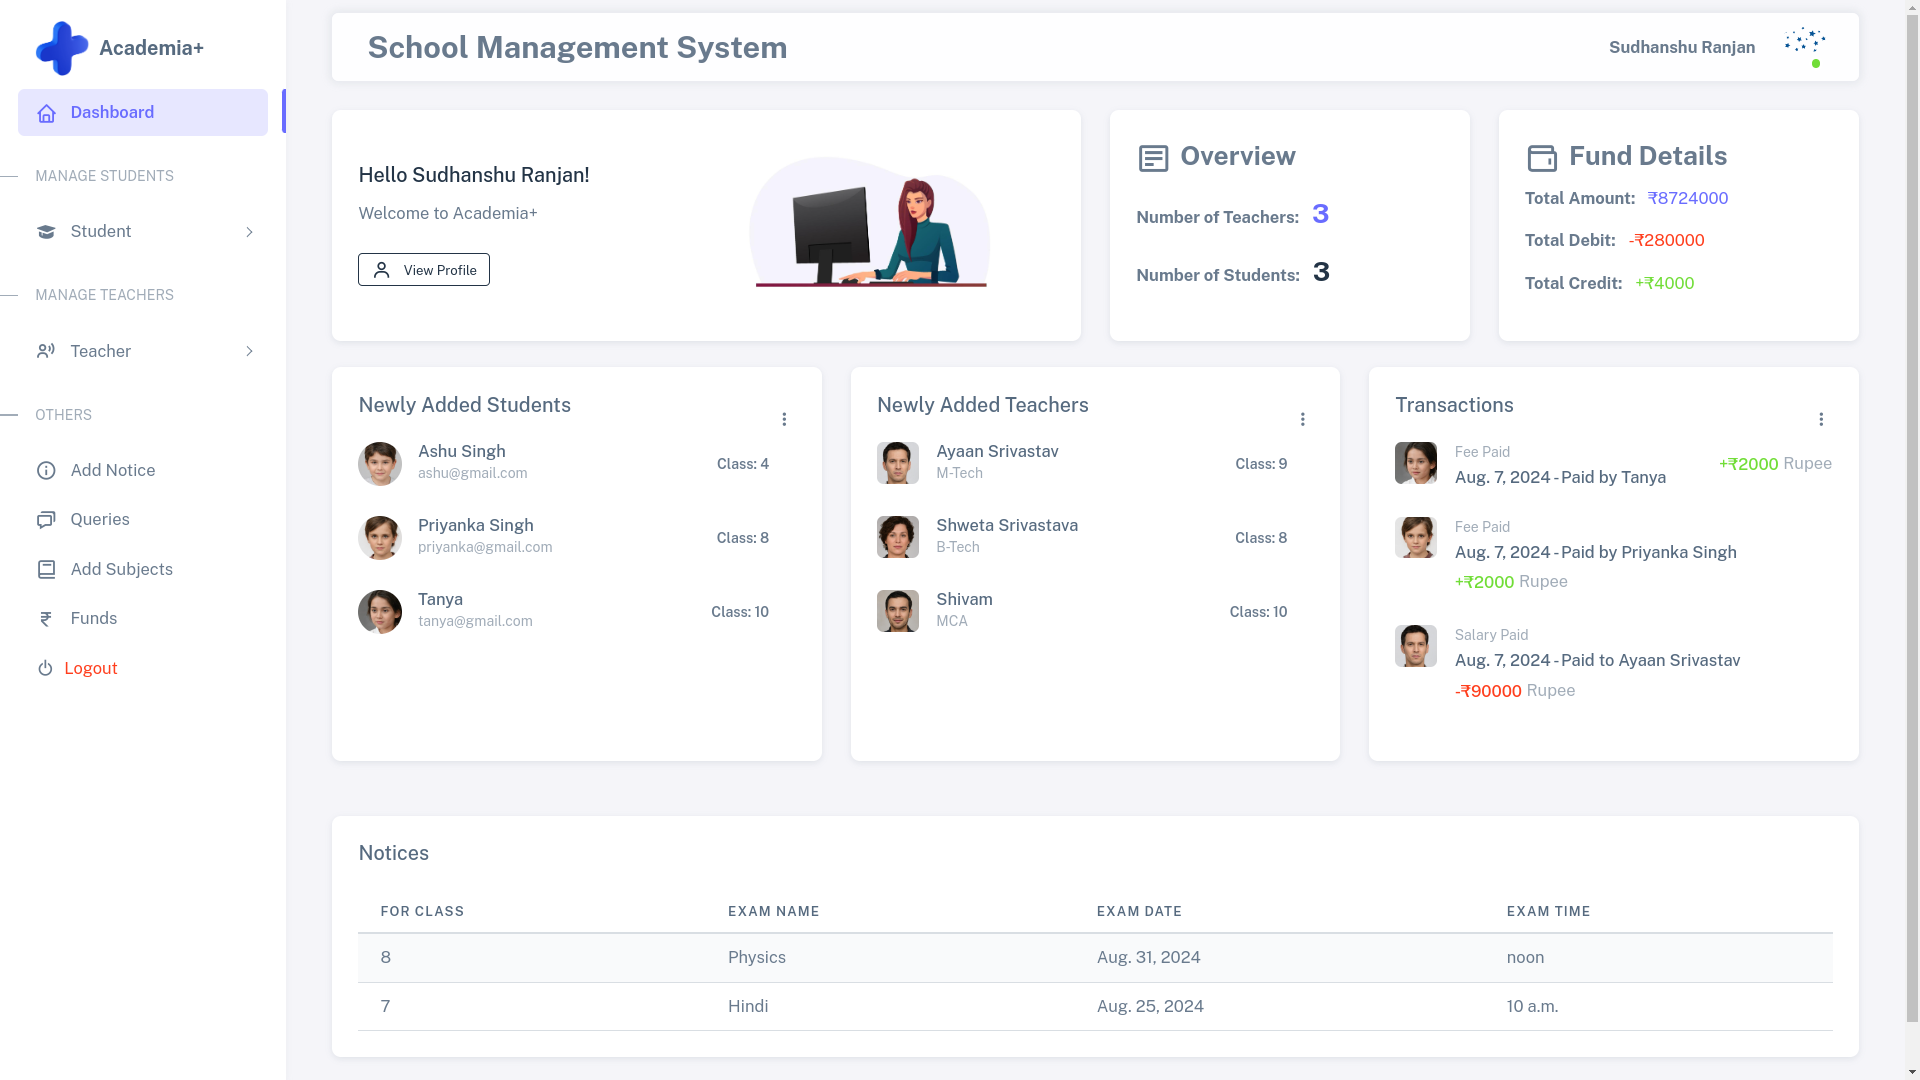 Academia+
Dashboard
MANAGE STUDENTS
Student
MANAGE TEACHERS
Teacher
OTHERS
Add Notice
Queries
Add Subjects
Funds
Logout
School Management System
Sudhanshu Ranjan
Hello Sudhanshu Ranjan!
Welcome to Academia+
View Profile
Overview
Number of Teachers: 3
Number of Students: 3
Fund Details
Total Amount: ₹8724000
Total Debit: -₹280000
Total Credit: +₹4000
Newly Added Students
Ashu Singh
ashu@gmail.com
Class: 4
Priyanka Singh
priyanka@gmail.com
Class: 8
Tanya
tanya@gmail.com
Class: 10
Newly Added Teachers
Ayaan Srivastav
M-Tech
Class: 9
Shweta Srivastava
B-Tech
Class: 8
Shivam
MCA
Class: 10
Transactions
Fee Paid
Aug. 7, 2024 - Paid by Tanya
+₹2000 Rupee
Fee Paid
Aug. 7, 2024 - Paid by Priyanka Singh
+₹2000 Rupee
Salary Paid
Aug. 7, 2024 - Paid to Ayaan Srivastav
-₹90000 Rupee
Notices
FOR CLASS EXAM NAME EXAM DATE EXAM TIME
8 Physics Aug. 31, 2024 noon
7 Hindi Aug. 25, 2024 10 a.m.